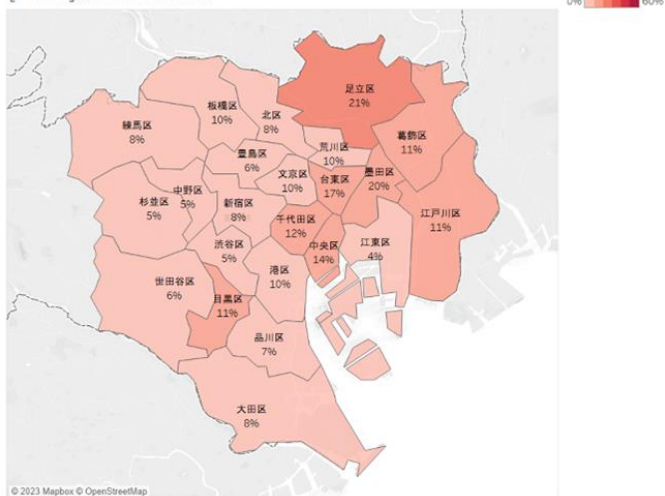 0%
60%
足立区
21%
板橋区
10%
北区
8%
練馬区
8%
葛飾区
11%
荒川区
10%
豊島区
6%
文京区
10%
台東区
17%
墨田区
20%
中野区
5%
杉並区
5%
新宿区
8%
千代田区
12%
江戸川区
11%
中央区
14%
江東区
4%
渋谷区
5%
港区
10%
世田谷区
6%
目黒区
11%
品川区
7%
大田区
8%
© 2023 Mapbox © OpenStreetMap